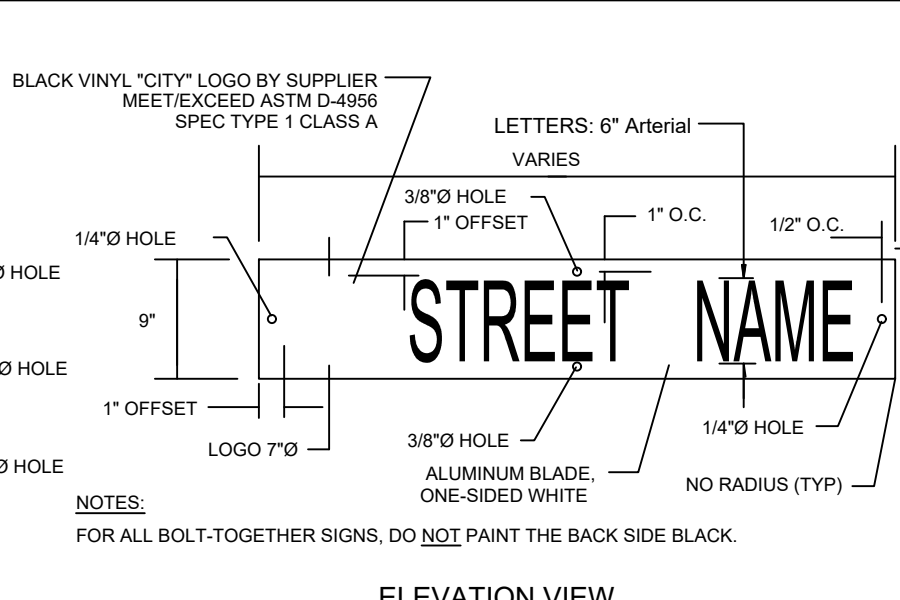 BLACK VINYL "CITY" LOGO BY SUPPLIER
MEET/EXCEED ASTM D-4956
SPEC TYPE 1 CLASS A
LETTERS: 6" Arterial
VARIES
3/8"Ø HOLE
1" OFFSET
1" O.C.
1/2" O.C.
1/4"Ø HOLE
Ø HOLE
STREET NAME
9"
Ø HOLE
1" OFFSET
1/4"Ø HOLE
3/8"Ø HOLE
LOGO 7"Ø
Ø HOLE
ALUMINUM BLADE,
ONE-SIDED WHITE
NO RADIUS (TYP)
NOTES:
FOR ALL BOLT-TOGETHER SIGNS, DO NOT PAINT THE BACK SIDE BLACK.
ELEVATION VIEW